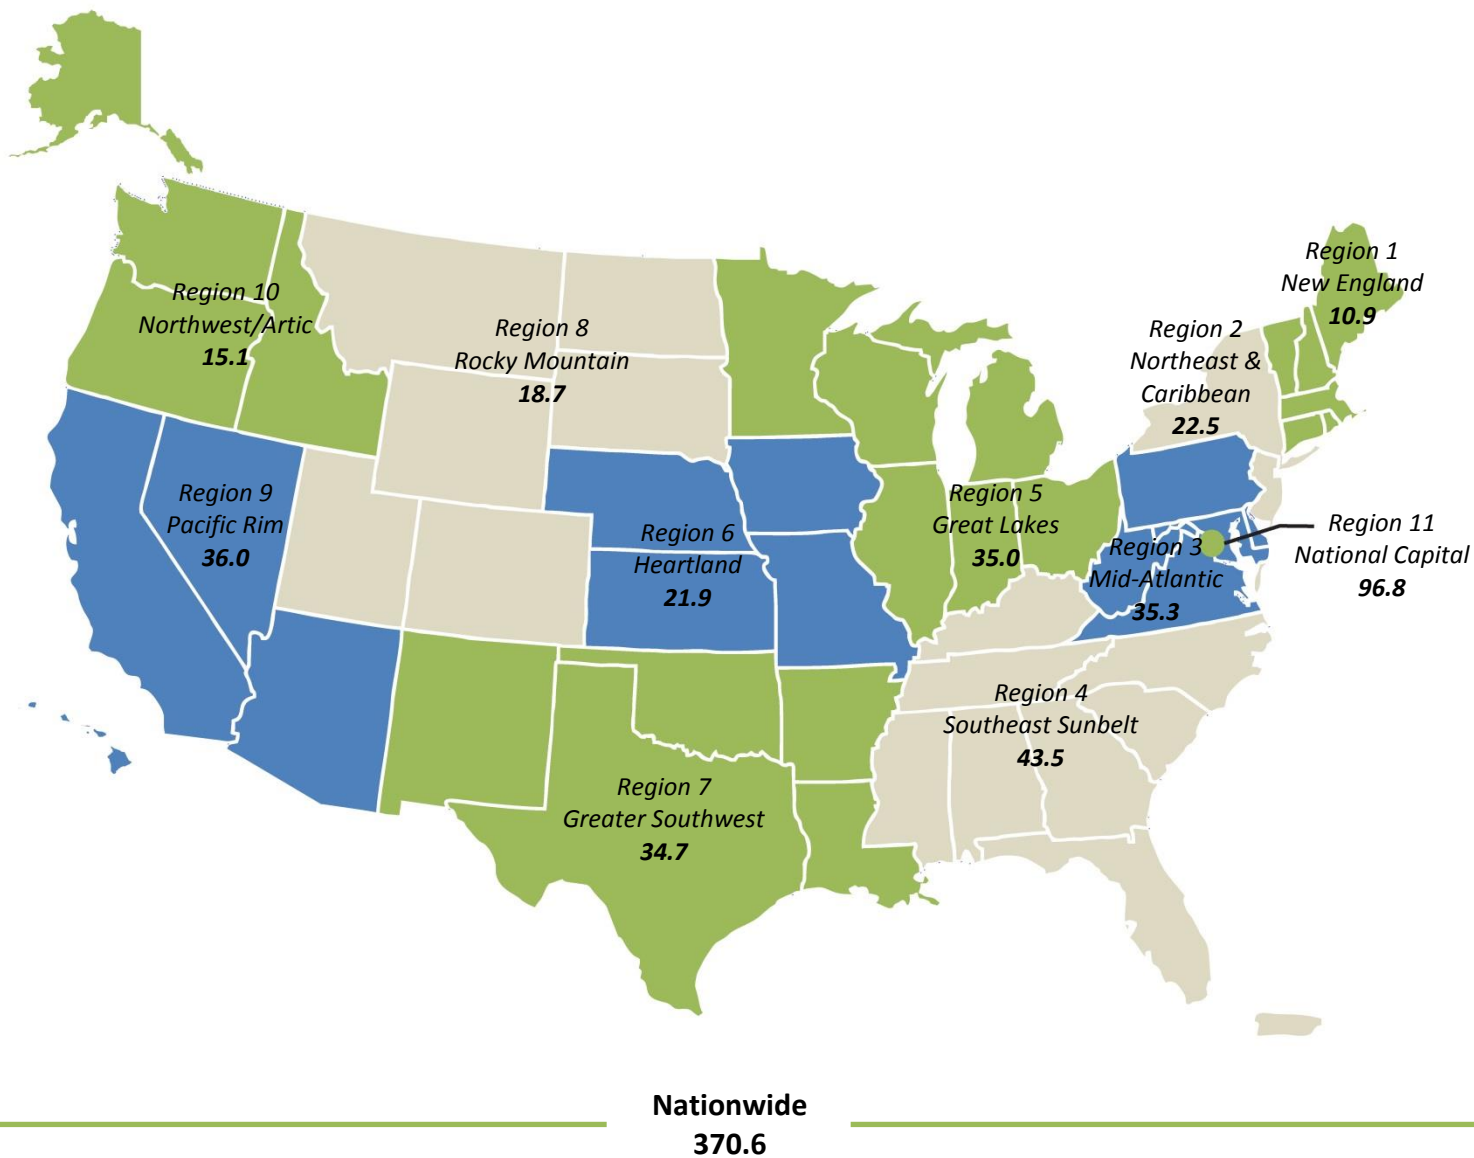 Region 1
New England
10.9
Region 2
Northeast &
Caribbean
22.5
Region 10
Northwest/Artic
15.1
Region 8
Rocky Mountain
18.7
Region 9
Pacific Rim
36.0
Region 6
Heartland
21.9
Region 5
Great Lakes
35.0
Region 3
Mid-Atlantic
35.3
Region 11
National Capital
96.8
Region 4
Southeast Sunbelt
43.5
Region 7
Greater Southwest
34.7
Nationwide
370.6